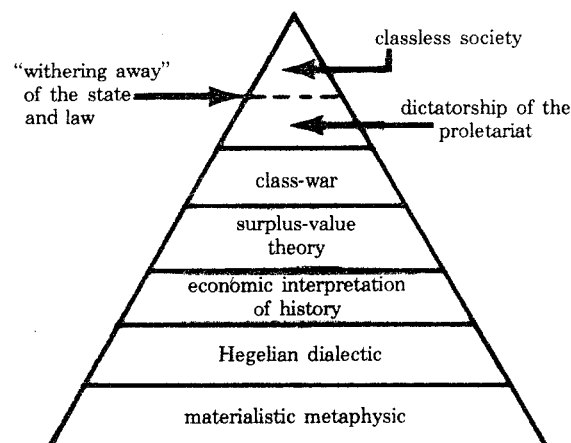 classless society
“withering away”
of the state
and law
dictatorship of the
proletariat
class-war
surplus-value
theory
economic interpretation
of history
Hegelian dialectic
materialistic metaphysic